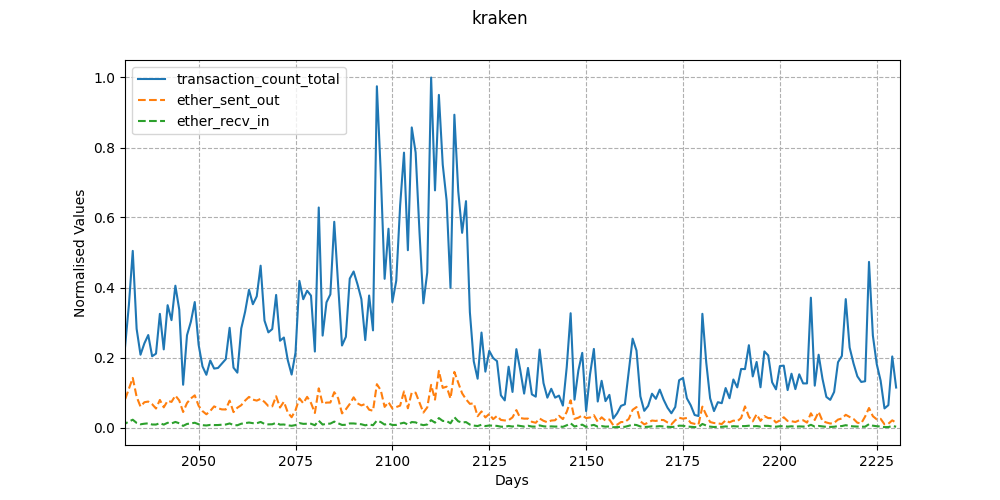 kraken
transaction_count_total
ether_sent_out
ether_recv_in
Normalised Values
1.0
0.8
0.6
0.4
0.2
0.0
2050 2075 2100 2125 2150 2175 2200 2225
Days